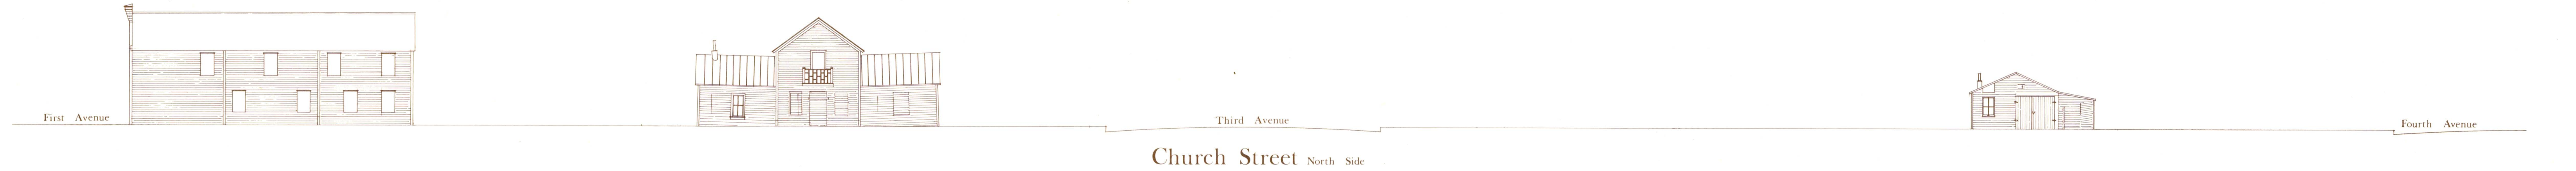 First Avenue
Third Avenue
Fourth Avenue
Church Street North Side